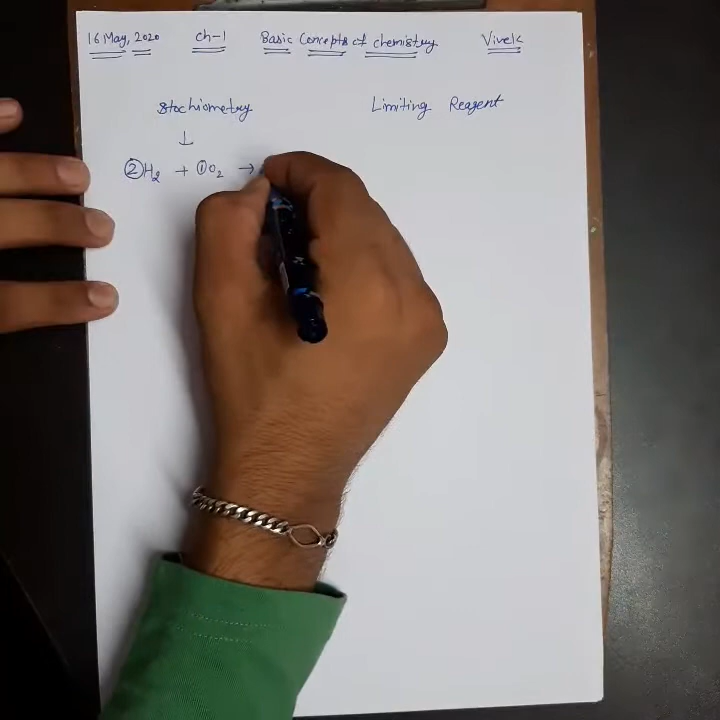 16 May, 2020 Ch-1 Basic Concepts of chemistry Vivek
Stochiometry Limiting Reagent
↓
2H₂ + 1O₂ →